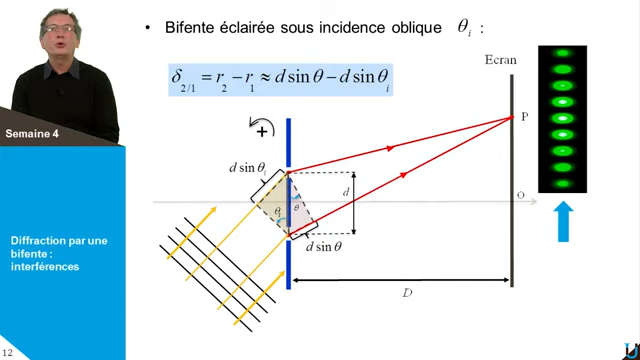 • Bifente éclairée sous incidence oblique θi :
δ2/1 = r2 − r1 ≈ d sin θ − d sin θi
Ecran
Semaine 4
+
P
d sin θi
d
θi
θ
O
Diffraction par une
bifente :
interférences
d sin θ
D
12